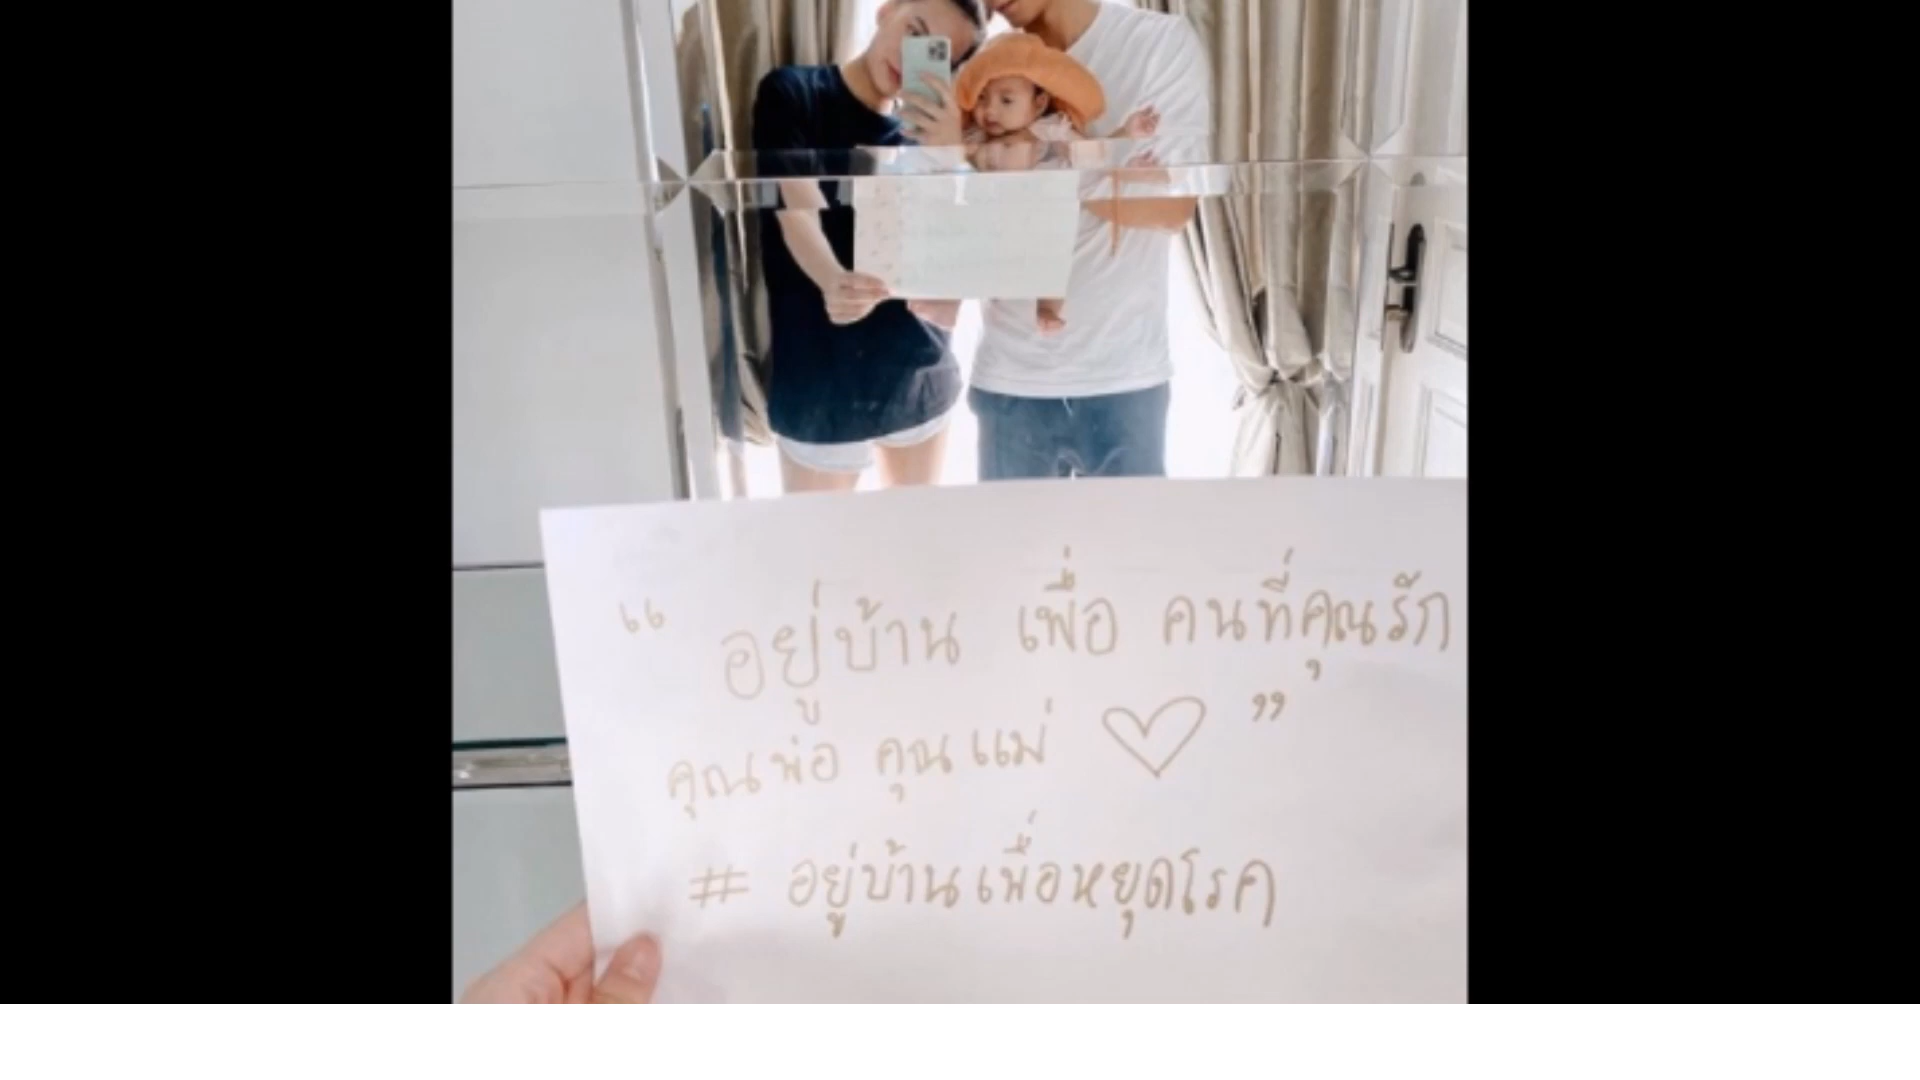 “ อยู่บ้าน เพื่อ คนที่คุณรัก
คุณพ่อ คุณแม่ ♡ ”
# อยู่บ้านเพื่อหยุดโรค